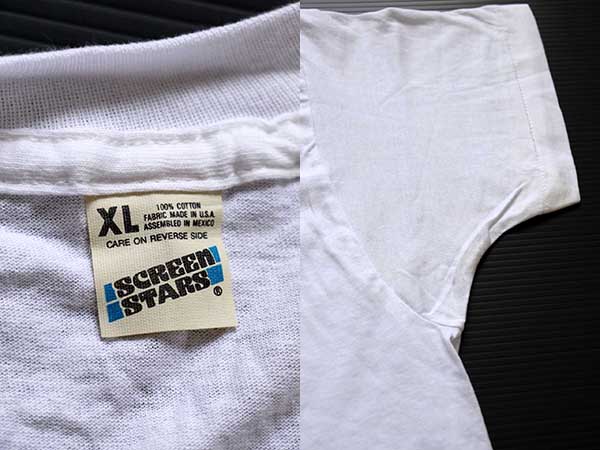 XL
100% COTTON
FABRIC MADE IN U.S.A.
ASSEMBLED IN MEXICO
CARE ON REVERSE SIDE
SCREEN
STARS®